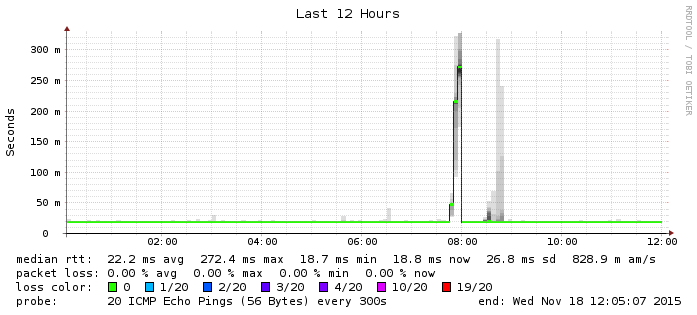 Last 12 Hours
RRDTOOL / TOBI OETIKER
Seconds
300 m
250 m
200 m
150 m
100 m
50 m
0
02:00 04:00 06:00 08:00 10:00 12:00
median rtt: 22.2 ms avg 272.4 ms max 18.7 ms min 18.8 ms now 26.8 ms sd 828.9 m am/s
packet loss: 0.00 % avg 0.00 % max 0.00 % min 0.00 % now
loss color: 0 1/20 2/20 3/20 4/20 10/20 19/20
probe: 20 ICMP Echo Pings (56 Bytes) every 300s end: Wed Nov 18 12:05:07 2015